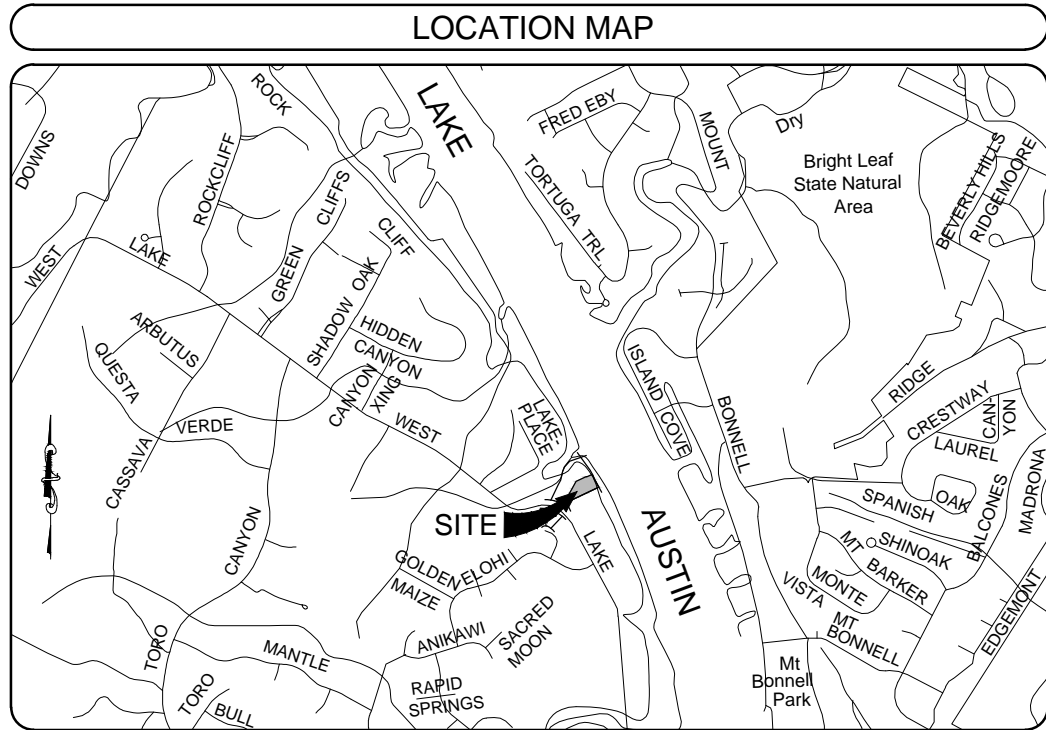 LOCATION MAP
ROCK
LAKE
FRED EBY
MOUNT
Dry
DOWNS
ROCKCLIFF
CLIFFS
TORTUGA TRL.
Bright Leaf
State Natural
Area
BEVERLY HILLS
RIDGEMOORE
WEST
LAKE
GREEN
CLIFF
SHADOW OAK
ARBUTUS
QUESTA
HIDDEN
CANYON
CANYON
XING
ISLAND COVE
BONNELL
RIDGE
CRESTWAY
CAN-
YON
LAUREL
VERDE
WEST
LAKE-
PLACE
CASSAVA
SITE
AUSTIN
SPANISH
OAK
BALCONES
MADRONA
CANYON
GOLDEN
MAIZE
ELOHI
LAKE
SHINOAK
MT
BARKER
MONTE
VISTA
MT
BONNELL
EDGEMONT
TORO
MANTLE
ANIKAWI
SACRED
MOON
TORO
BULL
RAPID
SPRINGS
Mt
Bonnell
Park